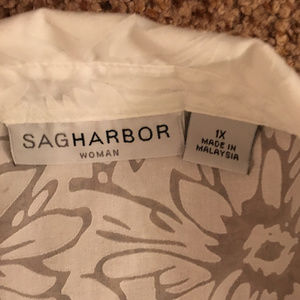 SAGHARBOR
WOMAN
1X
MADE IN
MALAYSIA